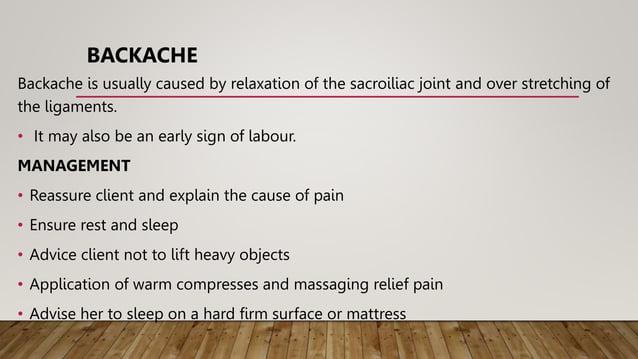 BACKACHE
Backache is usually caused by relaxation of the sacroiliac joint and over stretching of
the ligaments.
• It may also be an early sign of labour.
MANAGEMENT
• Reassure client and explain the cause of pain
• Ensure rest and sleep
• Advice client not to lift heavy objects
• Application of warm compresses and massaging relief pain
• Advise her to sleep on a hard firm surface or mattress